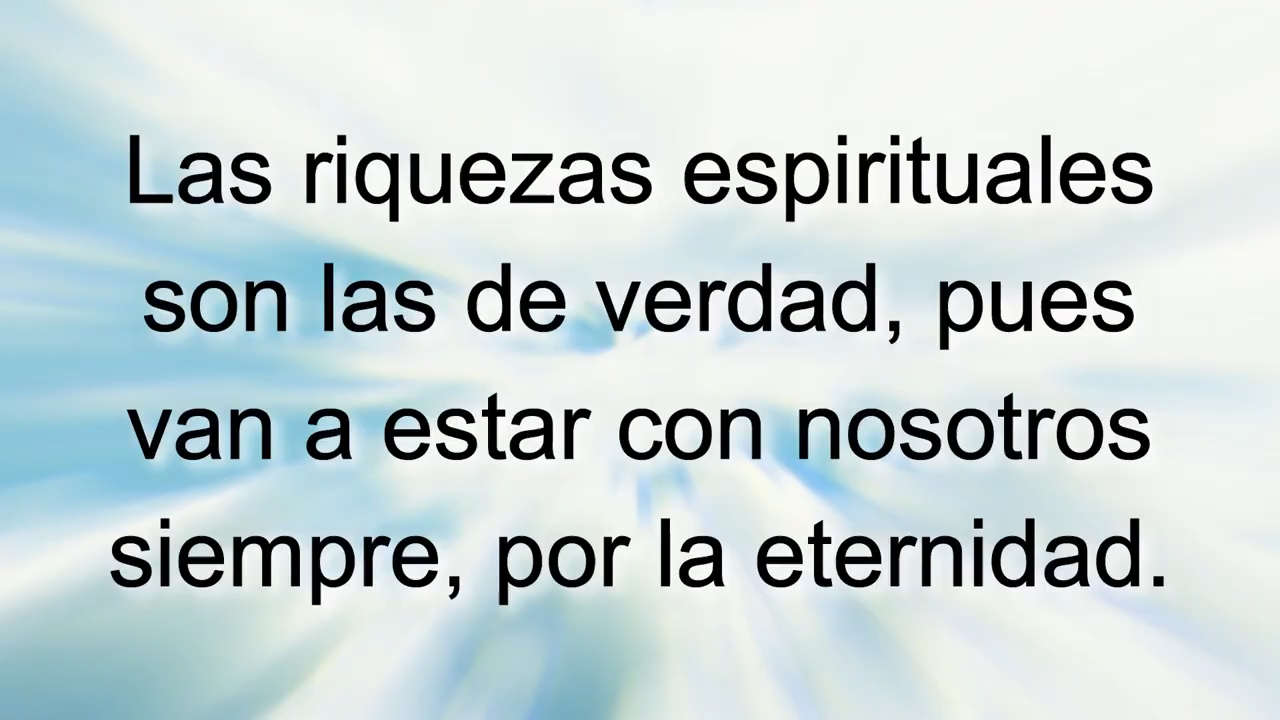 Las riquezas espirituales
son las de verdad, pues
van a estar con nosotros
siempre, por la eternidad.